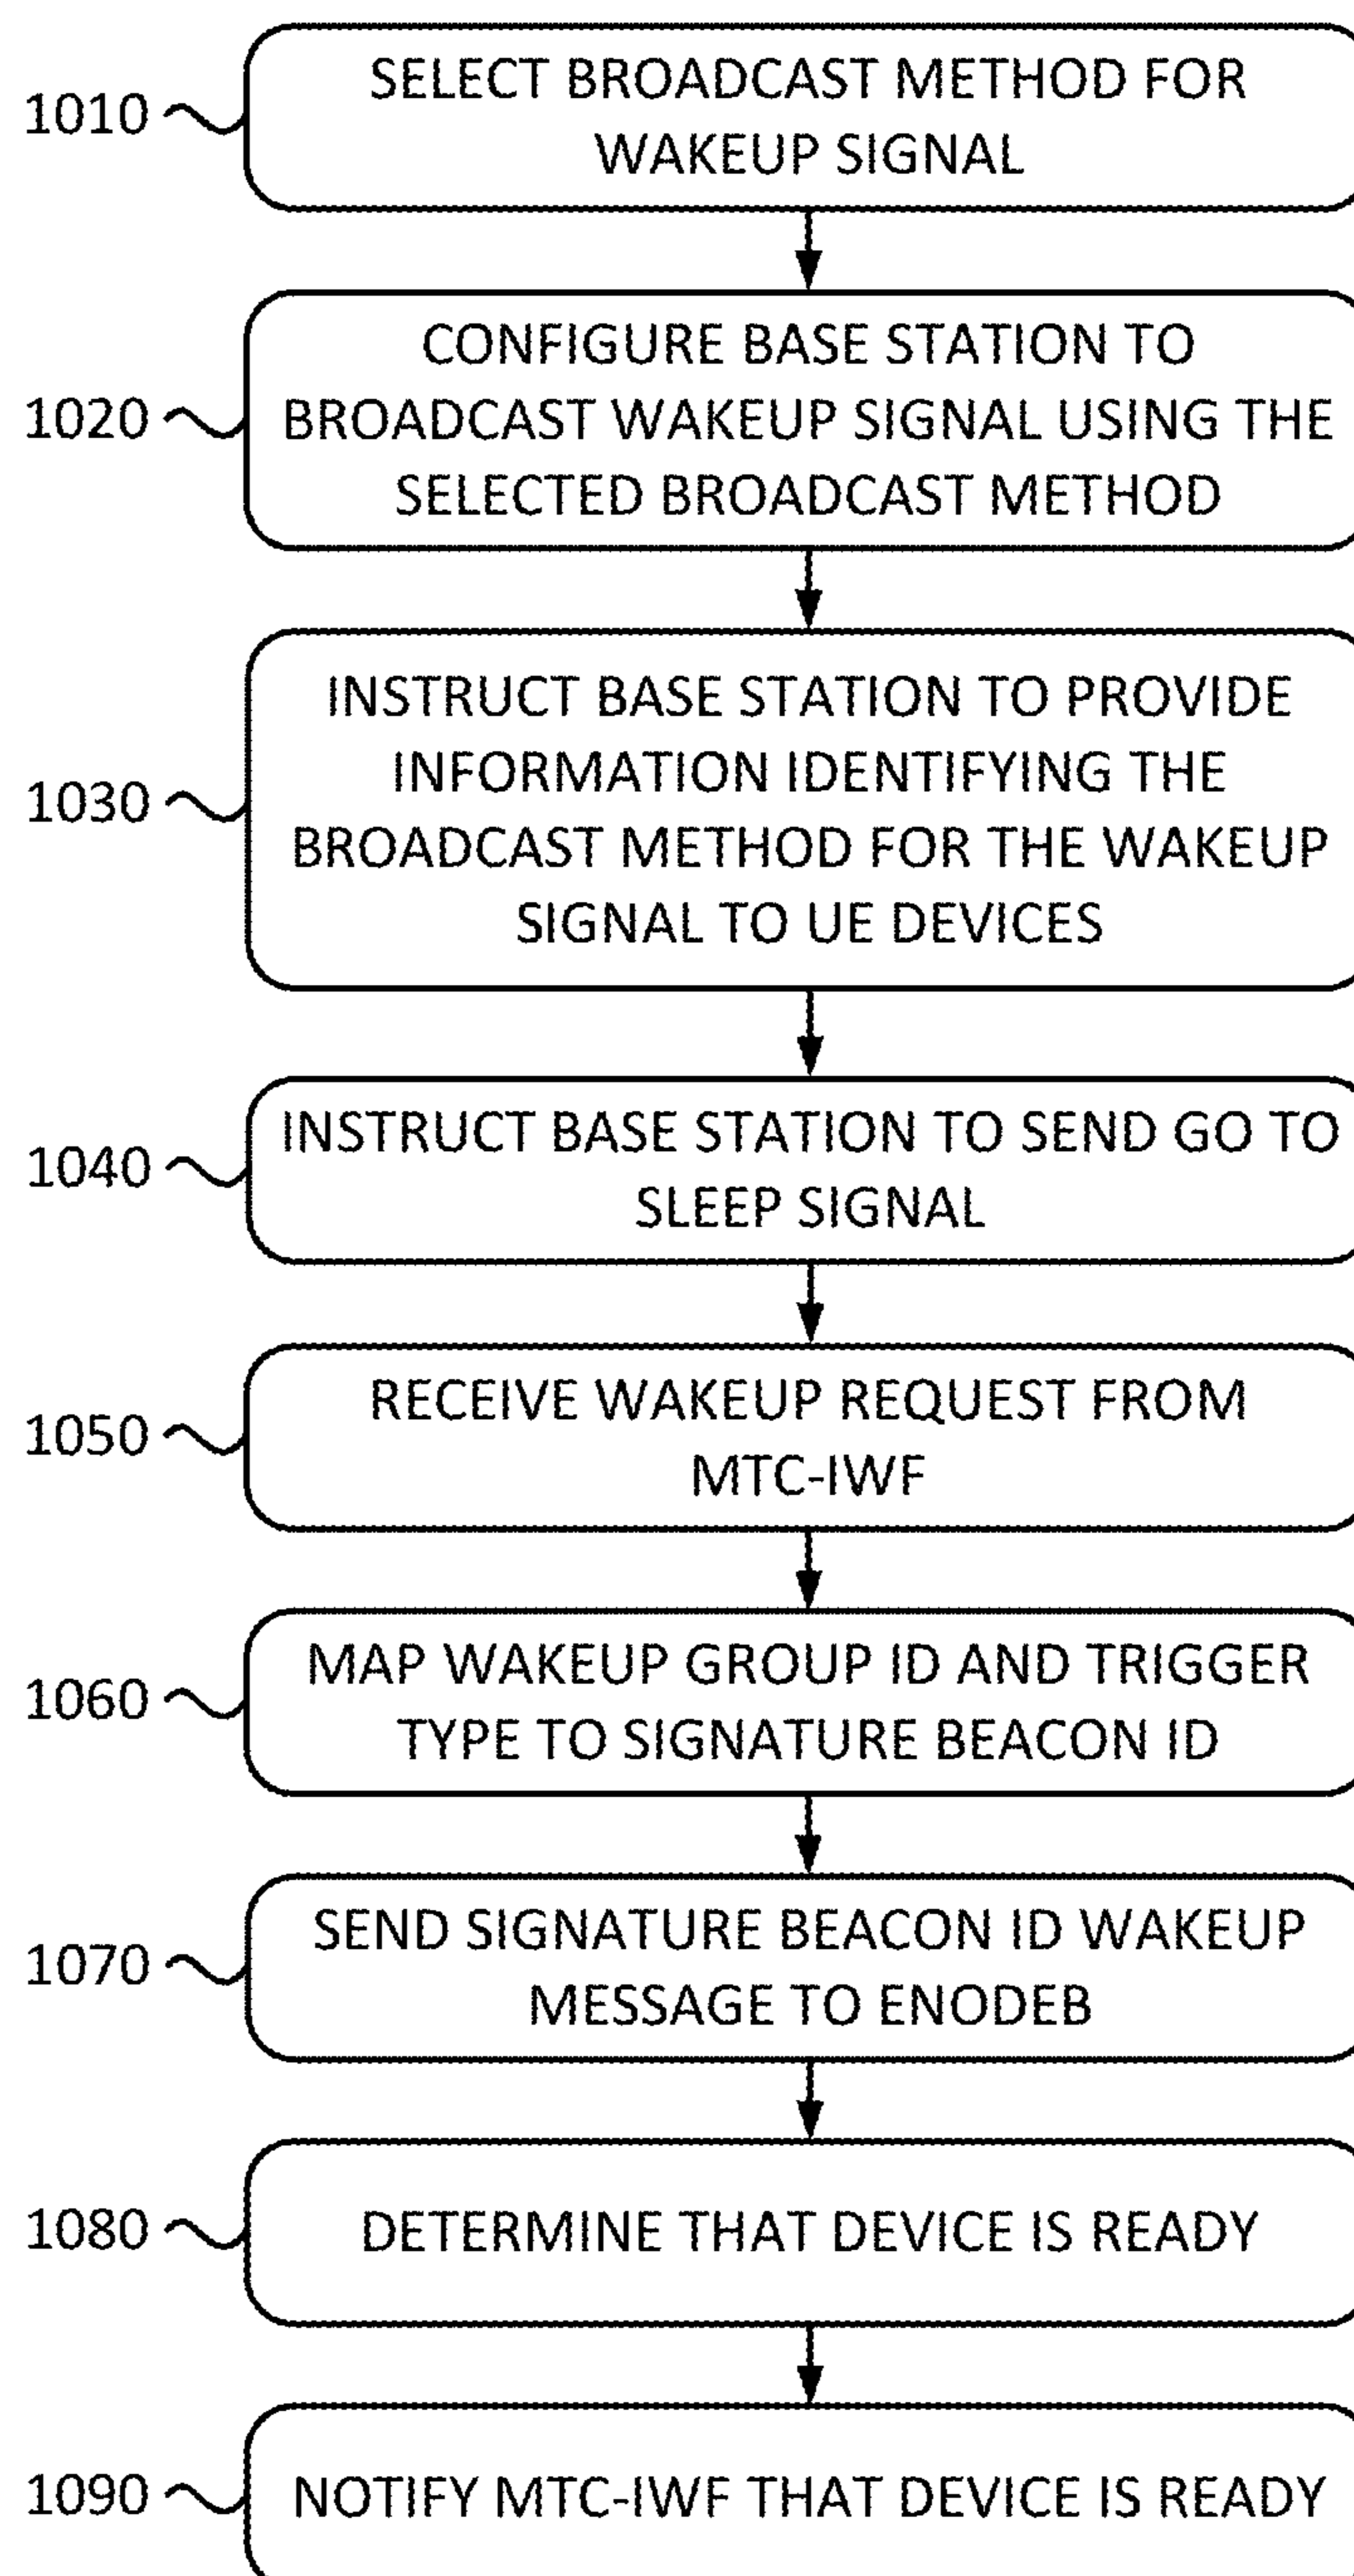 SELECT BROADCAST METHOD FOR
1010
WAKEUP SIGNAL
CONFIGURE BASE STATION TO
1020
BROADCAST WAKEUP SIGNAL USING THE
SELECTED BROADCAST METHOD
INSTRUCT BASE STATION TO PROVIDE
INFORMATION IDENTIFYING THE
1030
BROADCAST METHOD FOR THE WAKEUP
SIGNAL TO UE DEVICES
INSTRUCT BASE STATION TO SEND GO TO
1040
SLEEP SIGNAL
RECEIVE WAKEUP REQUEST FROM
1050
MTC-IWF
MAP WAKEUP GROUP ID AND TRIGGER
1060
TYPE TO SIGNATURE BEACON ID
SEND SIGNATURE BEACON ID WAKEUP
1070
MESSAGE TO ENODEB
1080
DETERMINE THAT DEVICE IS READY
1090
NOTIFY MTC-IWF THAT DEVICE IS READY